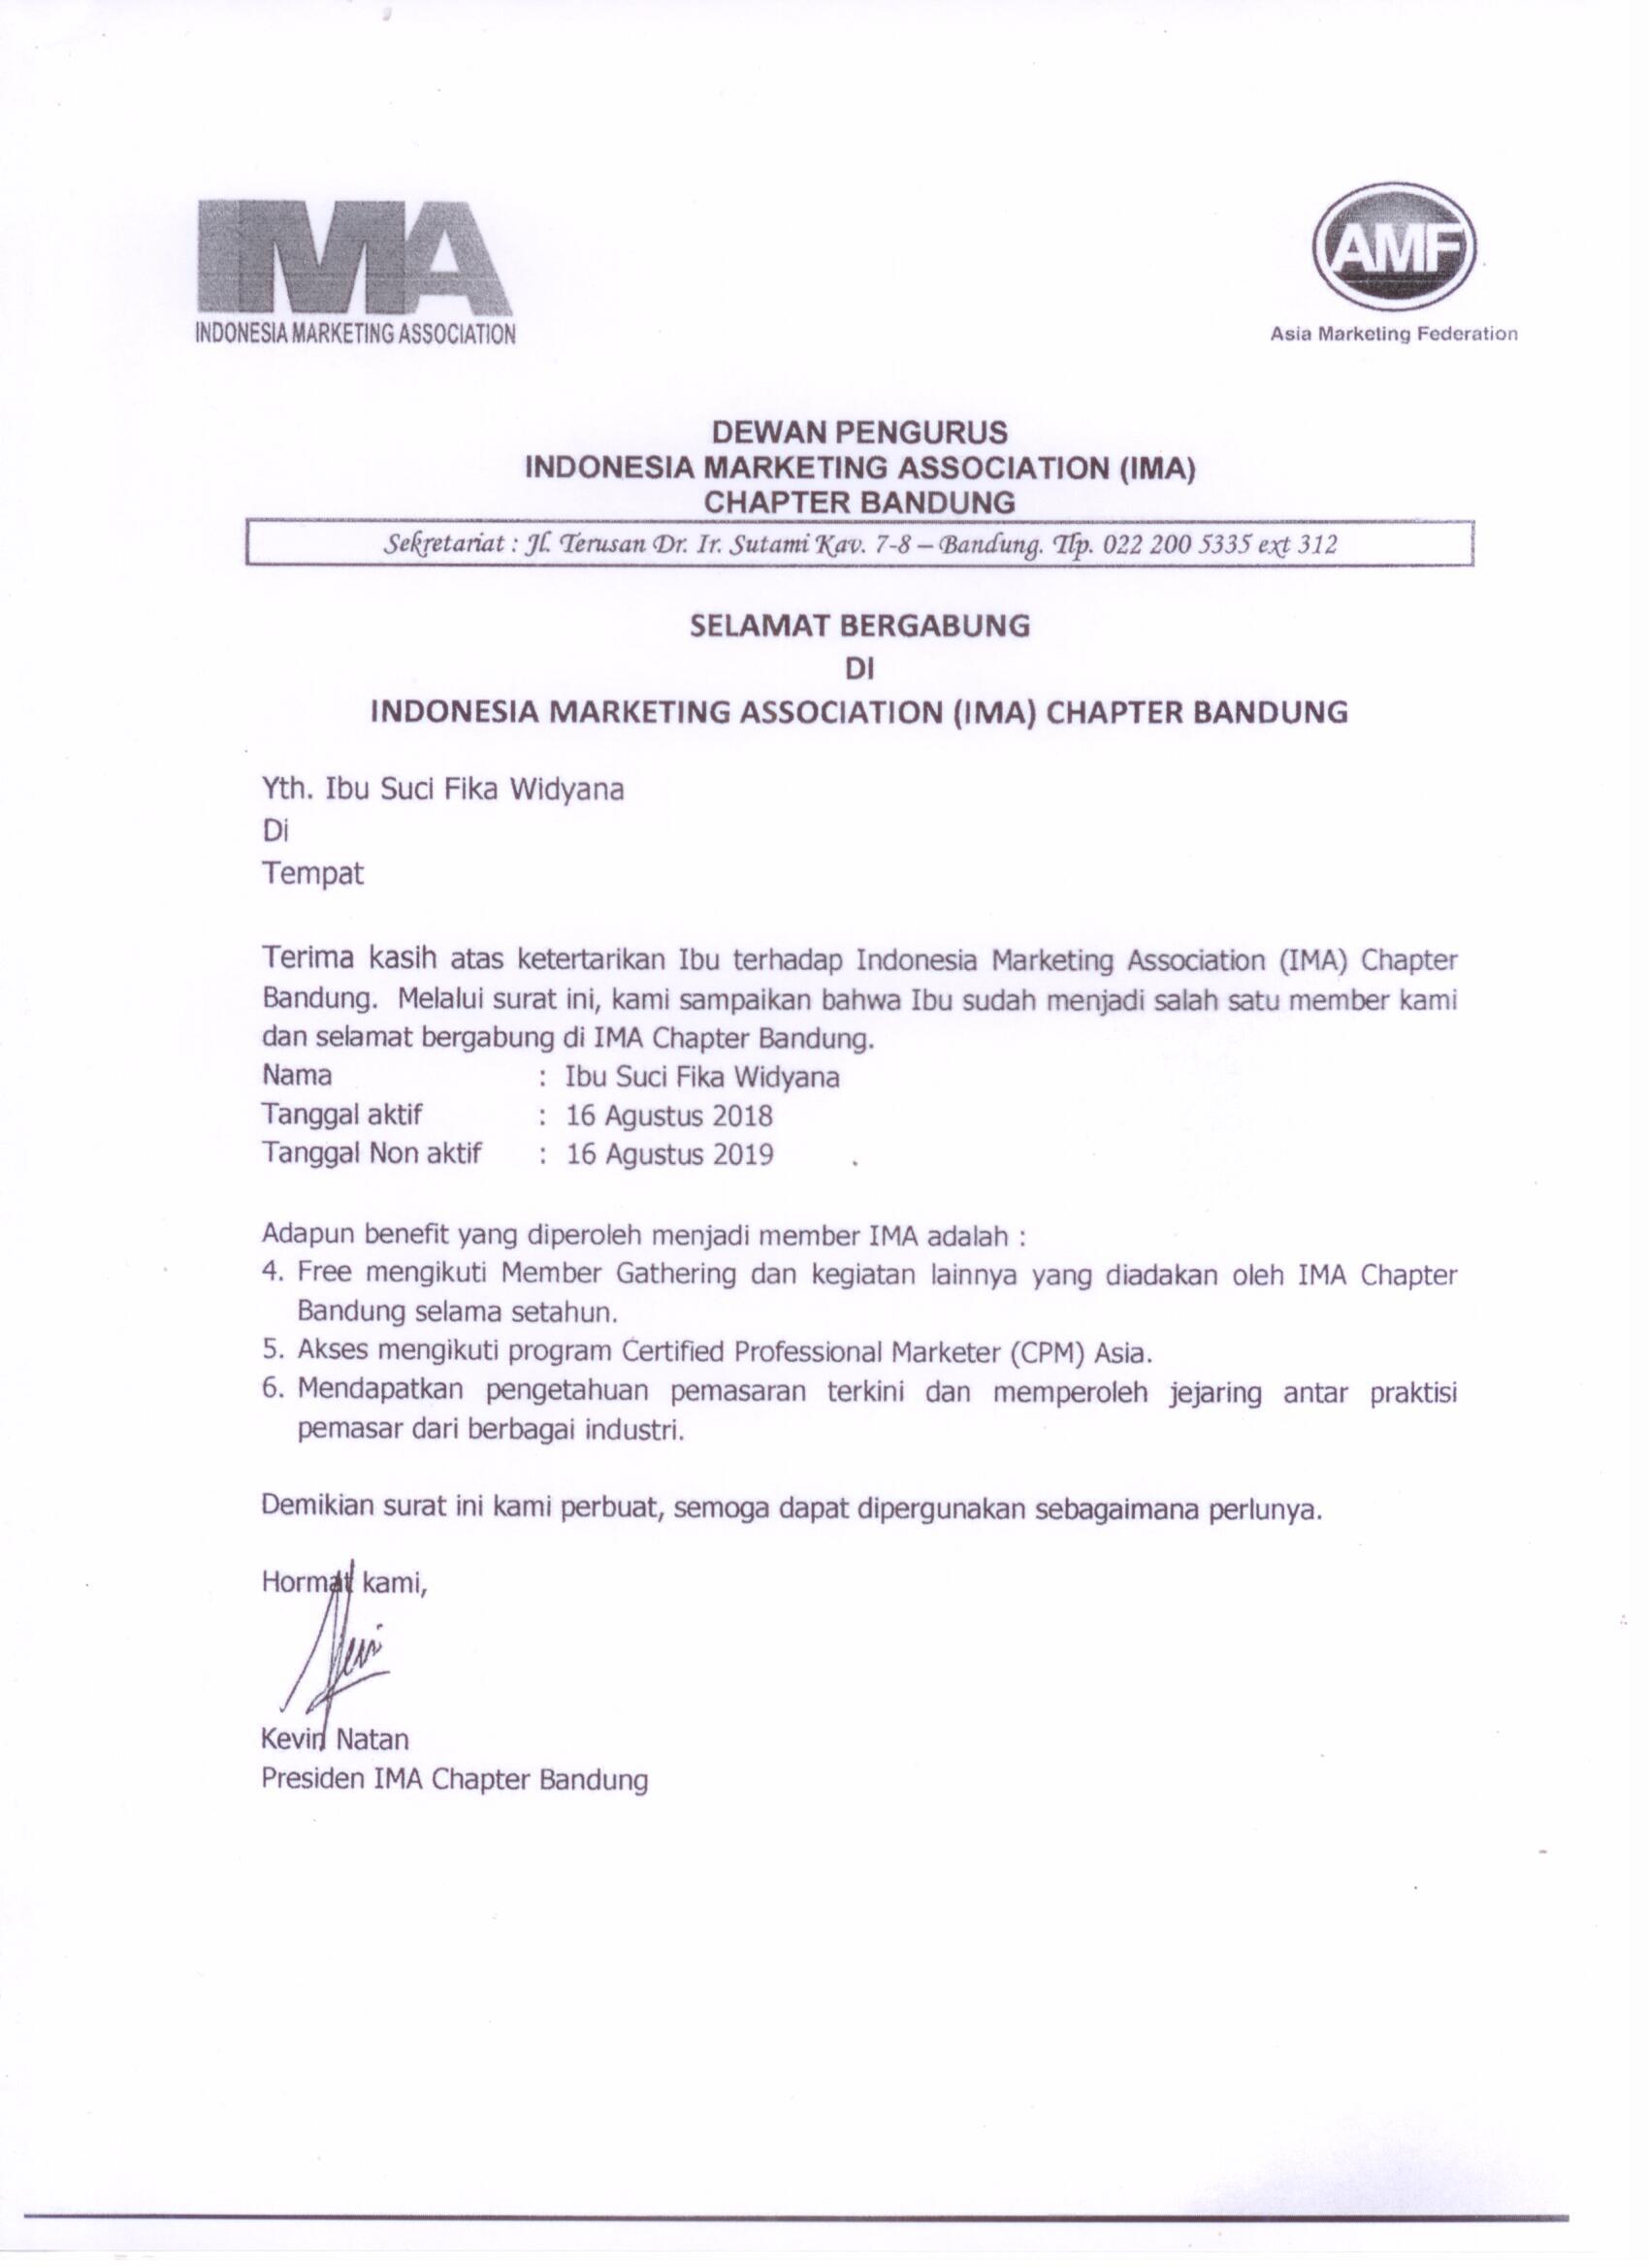 IMA
INDONESIA MARKETING ASSOCIATION
AMF
Asia Marketing Federation
DEWAN PENGURUS
INDONESIA MARKETING ASSOCIATION (IMA)
CHAPTER BANDUNG
Sekretariat : Jl. Terusan Dr. Ir. Sutami Kav. 7-8 – Bandung. Tlp. 022 200 5335 ext 312
SELAMAT BERGABUNG
DI
INDONESIA MARKETING ASSOCIATION (IMA) CHAPTER BANDUNG
Yth. Ibu Suci Fika Widyana
Di
Tempat
Terima kasih atas ketertarikan Ibu terhadap Indonesia Marketing Association (IMA) Chapter
Bandung. Melalui surat ini, kami sampaikan bahwa Ibu sudah menjadi salah satu member kami
dan selamat bergabung di IMA Chapter Bandung.
Nama : Ibu Suci Fika Widyana
Tanggal aktif : 16 Agustus 2018
Tanggal Non aktif : 16 Agustus 2019
Adapun benefit yang diperoleh menjadi member IMA adalah :
4. Free mengikuti Member Gathering dan kegiatan lainnya yang diadakan oleh IMA Chapter
Bandung selama setahun.
5. Akses mengikuti program Certified Professional Marketer (CPM) Asia.
6. Mendapatkan pengetahuan pemasaran terkini dan memperoleh jejaring antar praktisi
pemasar dari berbagai industri.
Demikian surat ini kami perbuat, semoga dapat dipergunakan sebagaimana perlunya.
Hormat kami,
Kevin Natan
Presiden IMA Chapter Bandung